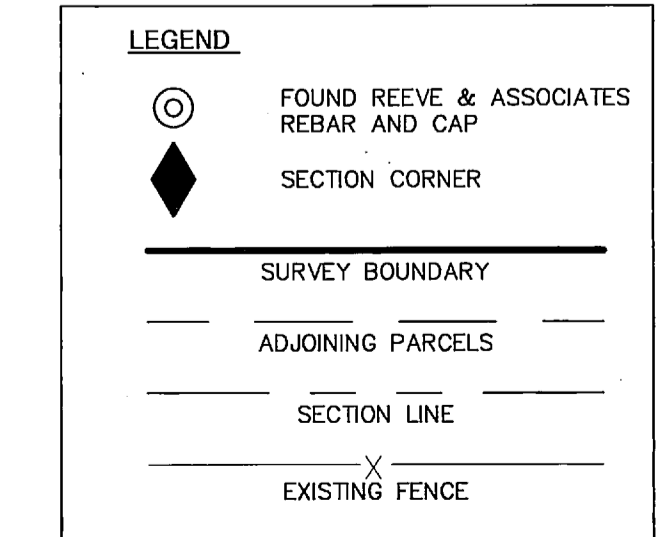 LEGEND
FOUND REEVE & ASSOCIATES
REBAR AND CAP
SECTION CORNER
SURVEY BOUNDARY
ADJOINING PARCELS
SECTION LINE
X
EXISTING FENCE